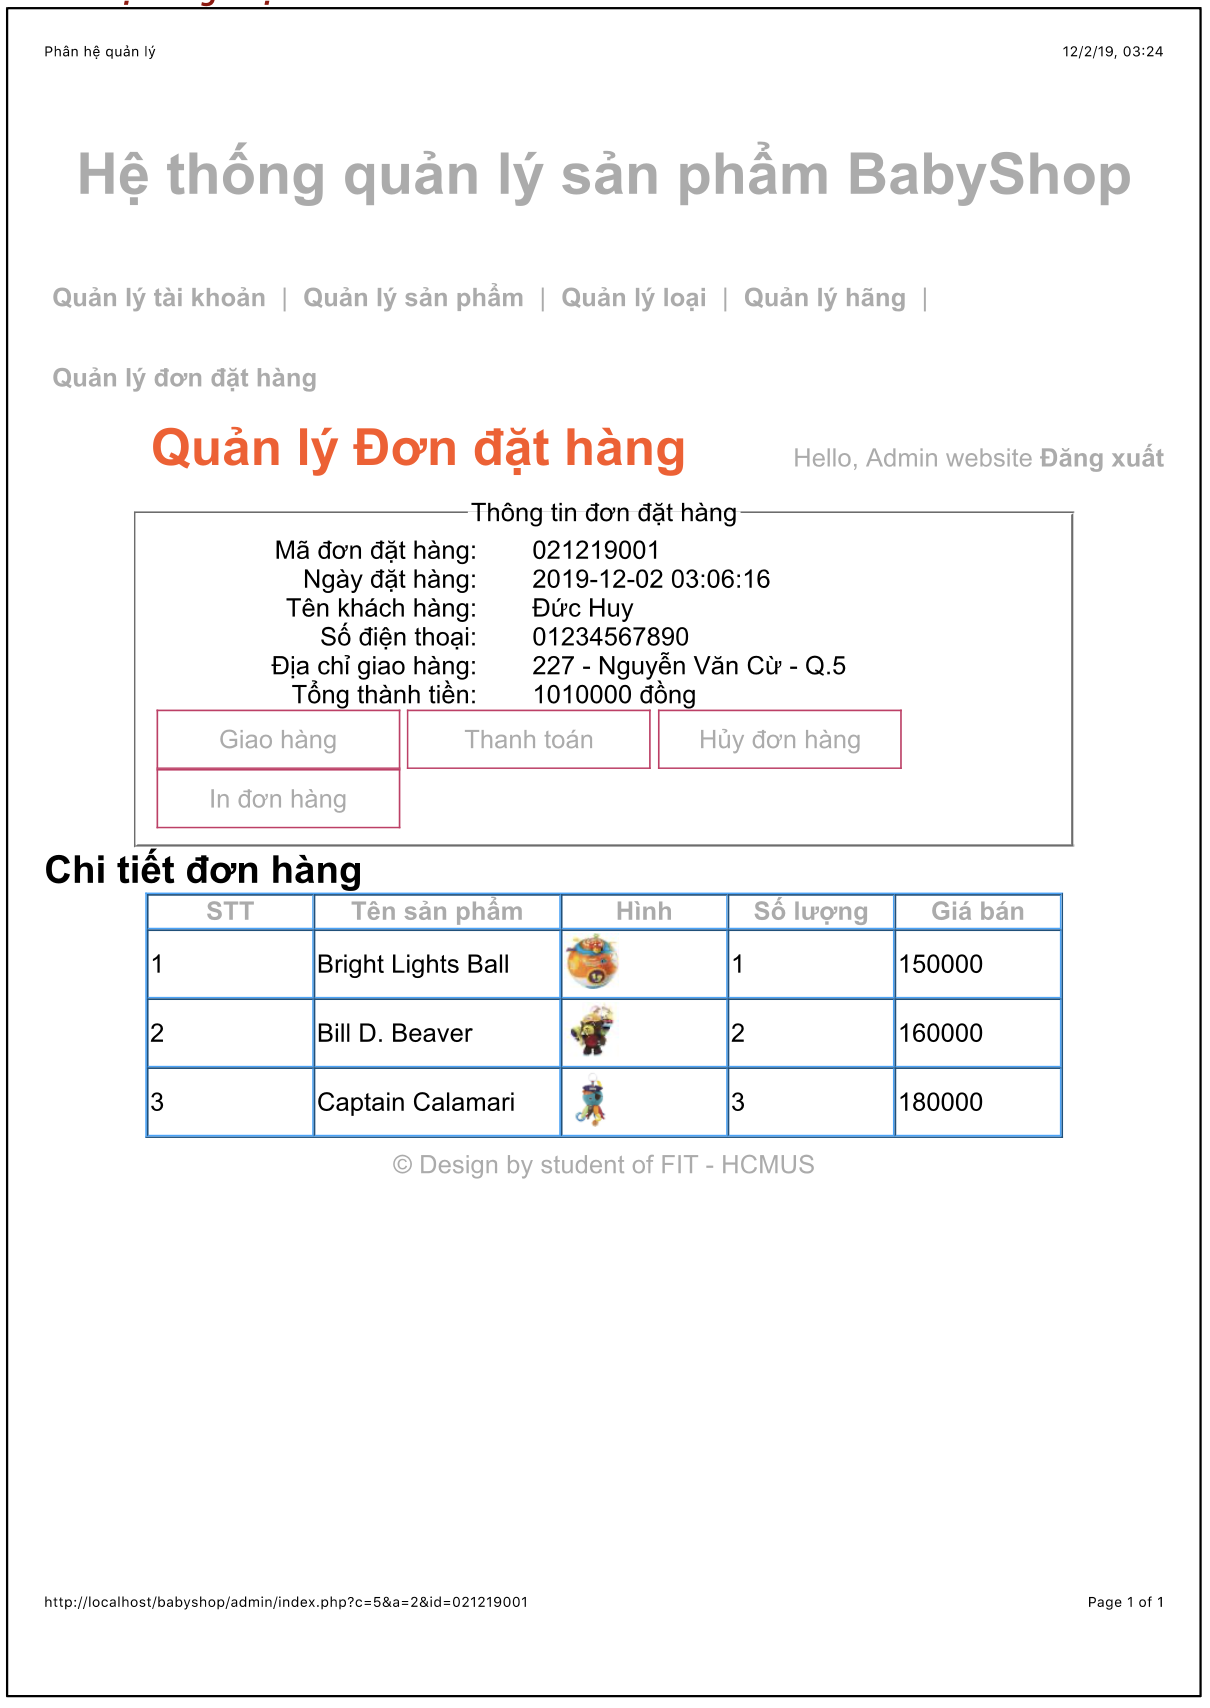 Phân hệ quản lý 12/2/19, 03:24
Hệ thống quản lý sản phẩm BabyShop
Quản lý tài khoản | Quản lý sản phẩm | Quản lý loại | Quản lý hãng |
Quản lý đơn đặt hàng
Quản lý Đơn đặt hàng Hello, Admin website Đăng xuất
Thông tin đơn đặt hàng
Mã đơn đặt hàng: 021219001
Ngày đặt hàng: 2019-12-02 03:06:16
Tên khách hàng: Đức Huy
Số điện thoại: 01234567890
Địa chỉ giao hàng: 227 - Nguyễn Văn Cừ - Q.5
Tổng thành tiền: 1010000 đồng
Giao hàng Thanh toán Hủy đơn hàng
In đơn hàng
Chi tiết đơn hàng
STT Tên sản phẩm Hình Số lượng Giá bán
1 Bright Lights Ball 1 150000
2 Bill D. Beaver 2 160000
3 Captain Calamari 3 180000
© Design by student of FIT - HCMUS
http://localhost/babyshop/admin/index.php?c=5&a=2&id=021219001 Page 1 of 1